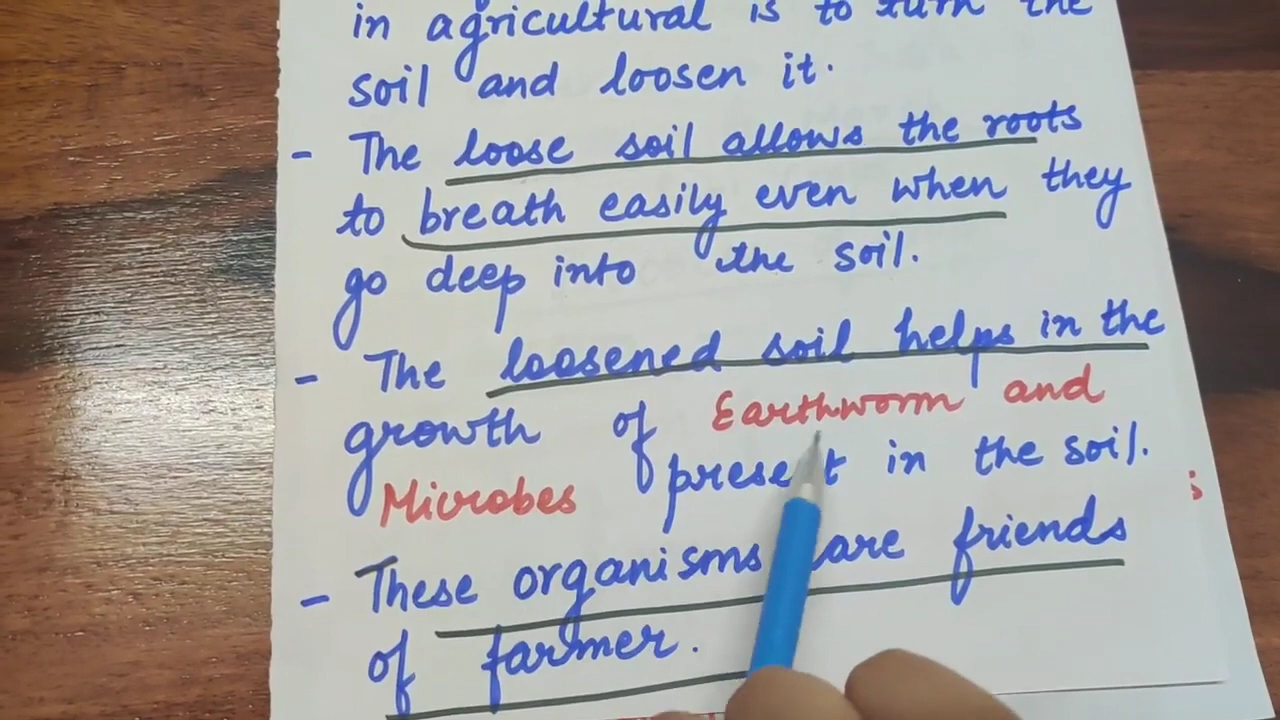 in agricultural is to turn the
soil and loosen it.
- The loose soil allows the roots
to breath easily even when they
go deep into the soil.
- The loosened soil helps in the
growth of Earthworm and
Microbes present in the soil.
- These organisms are friends
of farmer.